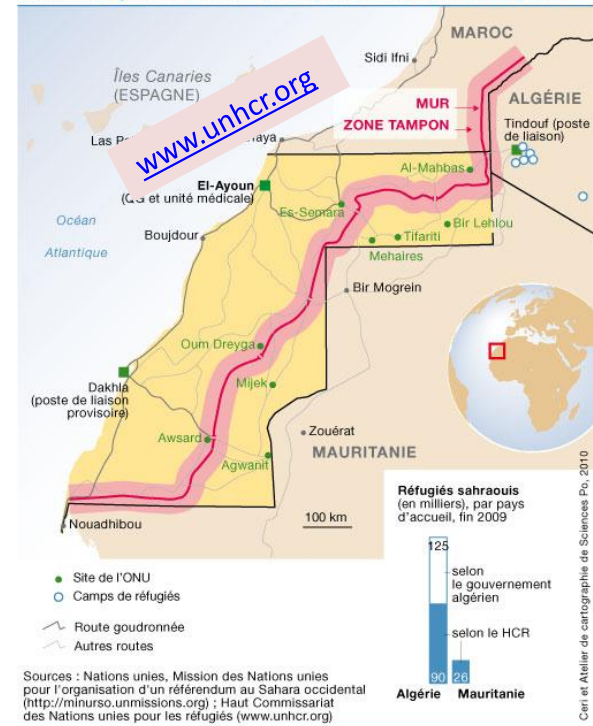 MAROC
Sidi Ifni
Îles Canaries
(ESPAGNE)
www.unhcr.org
MUR
ZONE TAMPON
ALGÉRIE
Tindouf (poste
de liaison)
Las
Al-Mahbas
El-Ayoun
(QG et unité médicale)
Es-Semara
Océan
Atlantique
Boujdour
Bir Lehlou
Tifariti
Mehaires
Bir Mogrein
Oum Dreyga
Dakhla
(poste de liaison
provisoire)
Mijek
Awsard
Zouérat
MAURITANIE
Agwanit
Nouadhibou
100 km
Réfugiés sahraouis
(en milliers), par pays
d'accueil, fin 2009
125
selon
le gouvernement
algérien
selon le HCR
90
26
Algérie
Mauritanie
Site de l'ONU
Camps de réfugiés
Route goudronnée
Autres routes
Sources : Nations unies, Mission des Nations unies
pour l'organisation d'un référendum au Sahara occidental
(http://minurso.unmissions.org) ; Haut Commissariat
des Nations unies pour les réfugiés (www.unhcr.org)
Ceri et Atelier de cartographie de Sciences Po, 2010